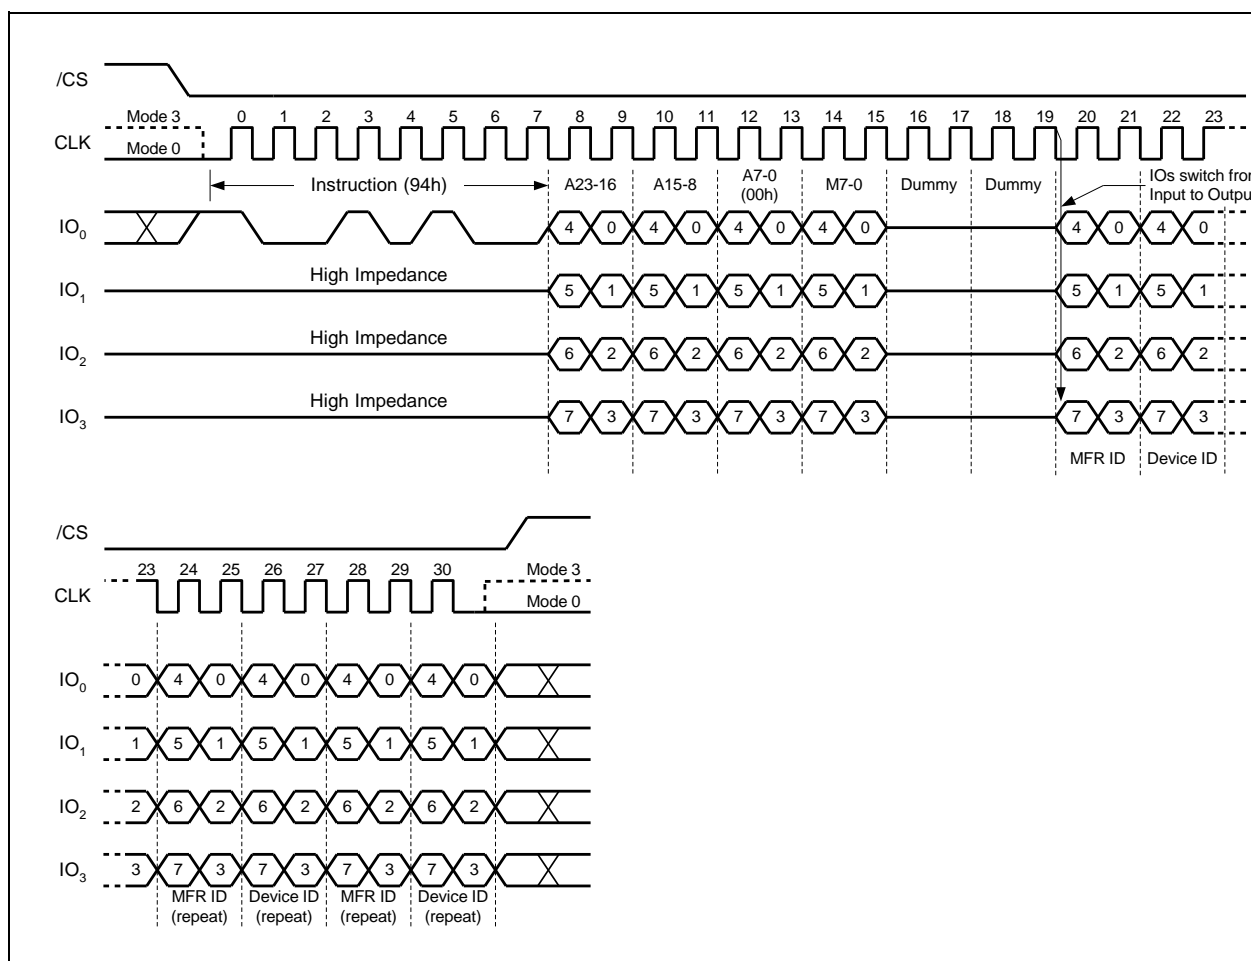 /CS
Mode 3 0 1 2 3 4 5 6 7 8 9 10 11 12 13 14 15 16 17 18 19 20 21 22 23
CLK
Mode 0
Instruction (94h) A23-16 A15-8 A7-0 (00h) M7-0 Dummy Dummy
IOs switch from
Input to Output
IO0 4 0 4 0 4 0 4 0 4 0 4 0
High Impedance
IO1 5 1 5 1 5 1 5 1 5 1 5 1
High Impedance
IO2 6 2 6 2 6 2 6 2 6 2 6 2
High Impedance
IO3 7 3 7 3 7 3 7 3 7 3 7 3
MFR ID Device ID
/CS
23 24 25 26 27 28 29 30 Mode 3
CLK
Mode 0
IO0 0 4 0 4 0 4 0 4 0
IO1 1 5 1 5 1 5 1 5 1
IO2 2 6 2 6 2 6 2 6 2
IO3 3 7 3 7 3 7 3 7 3
MFR ID Device ID MFR ID Device ID
(repeat) (repeat) (repeat) (repeat)